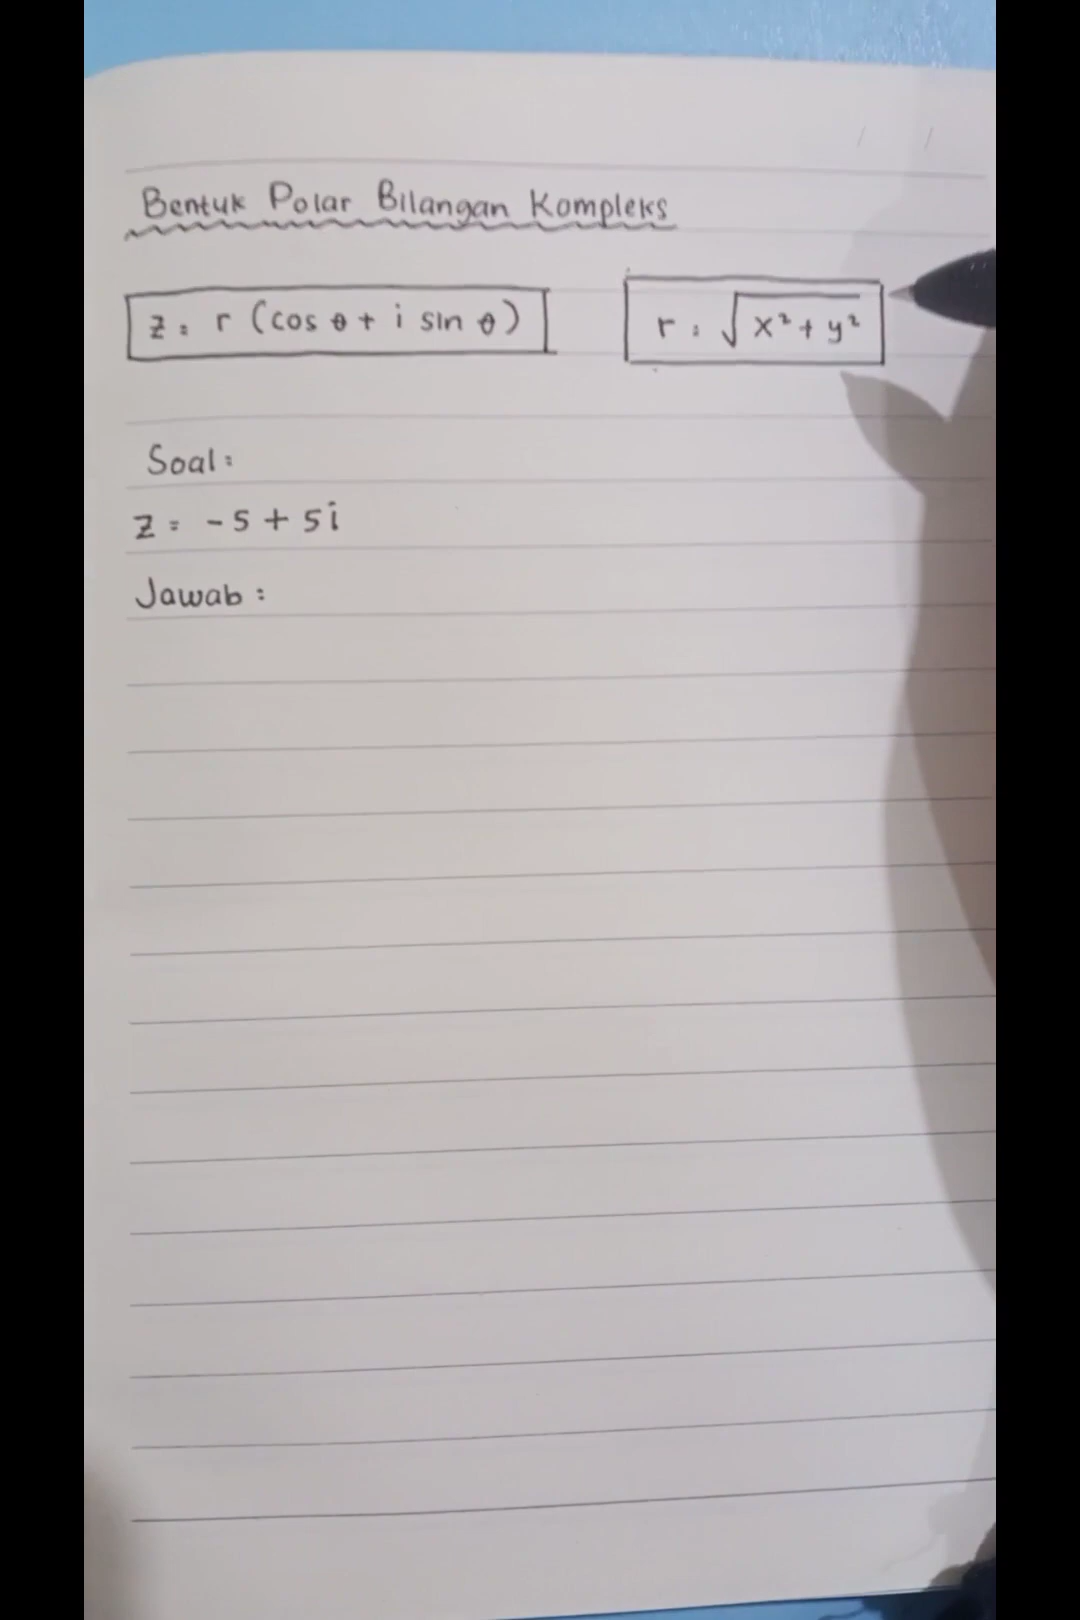 Bentuk Polar Bilangan Kompleks
z = r (cos θ + i sin θ)
r = √x² + y²
Soal:
z = -5 + 5i
Jawab :